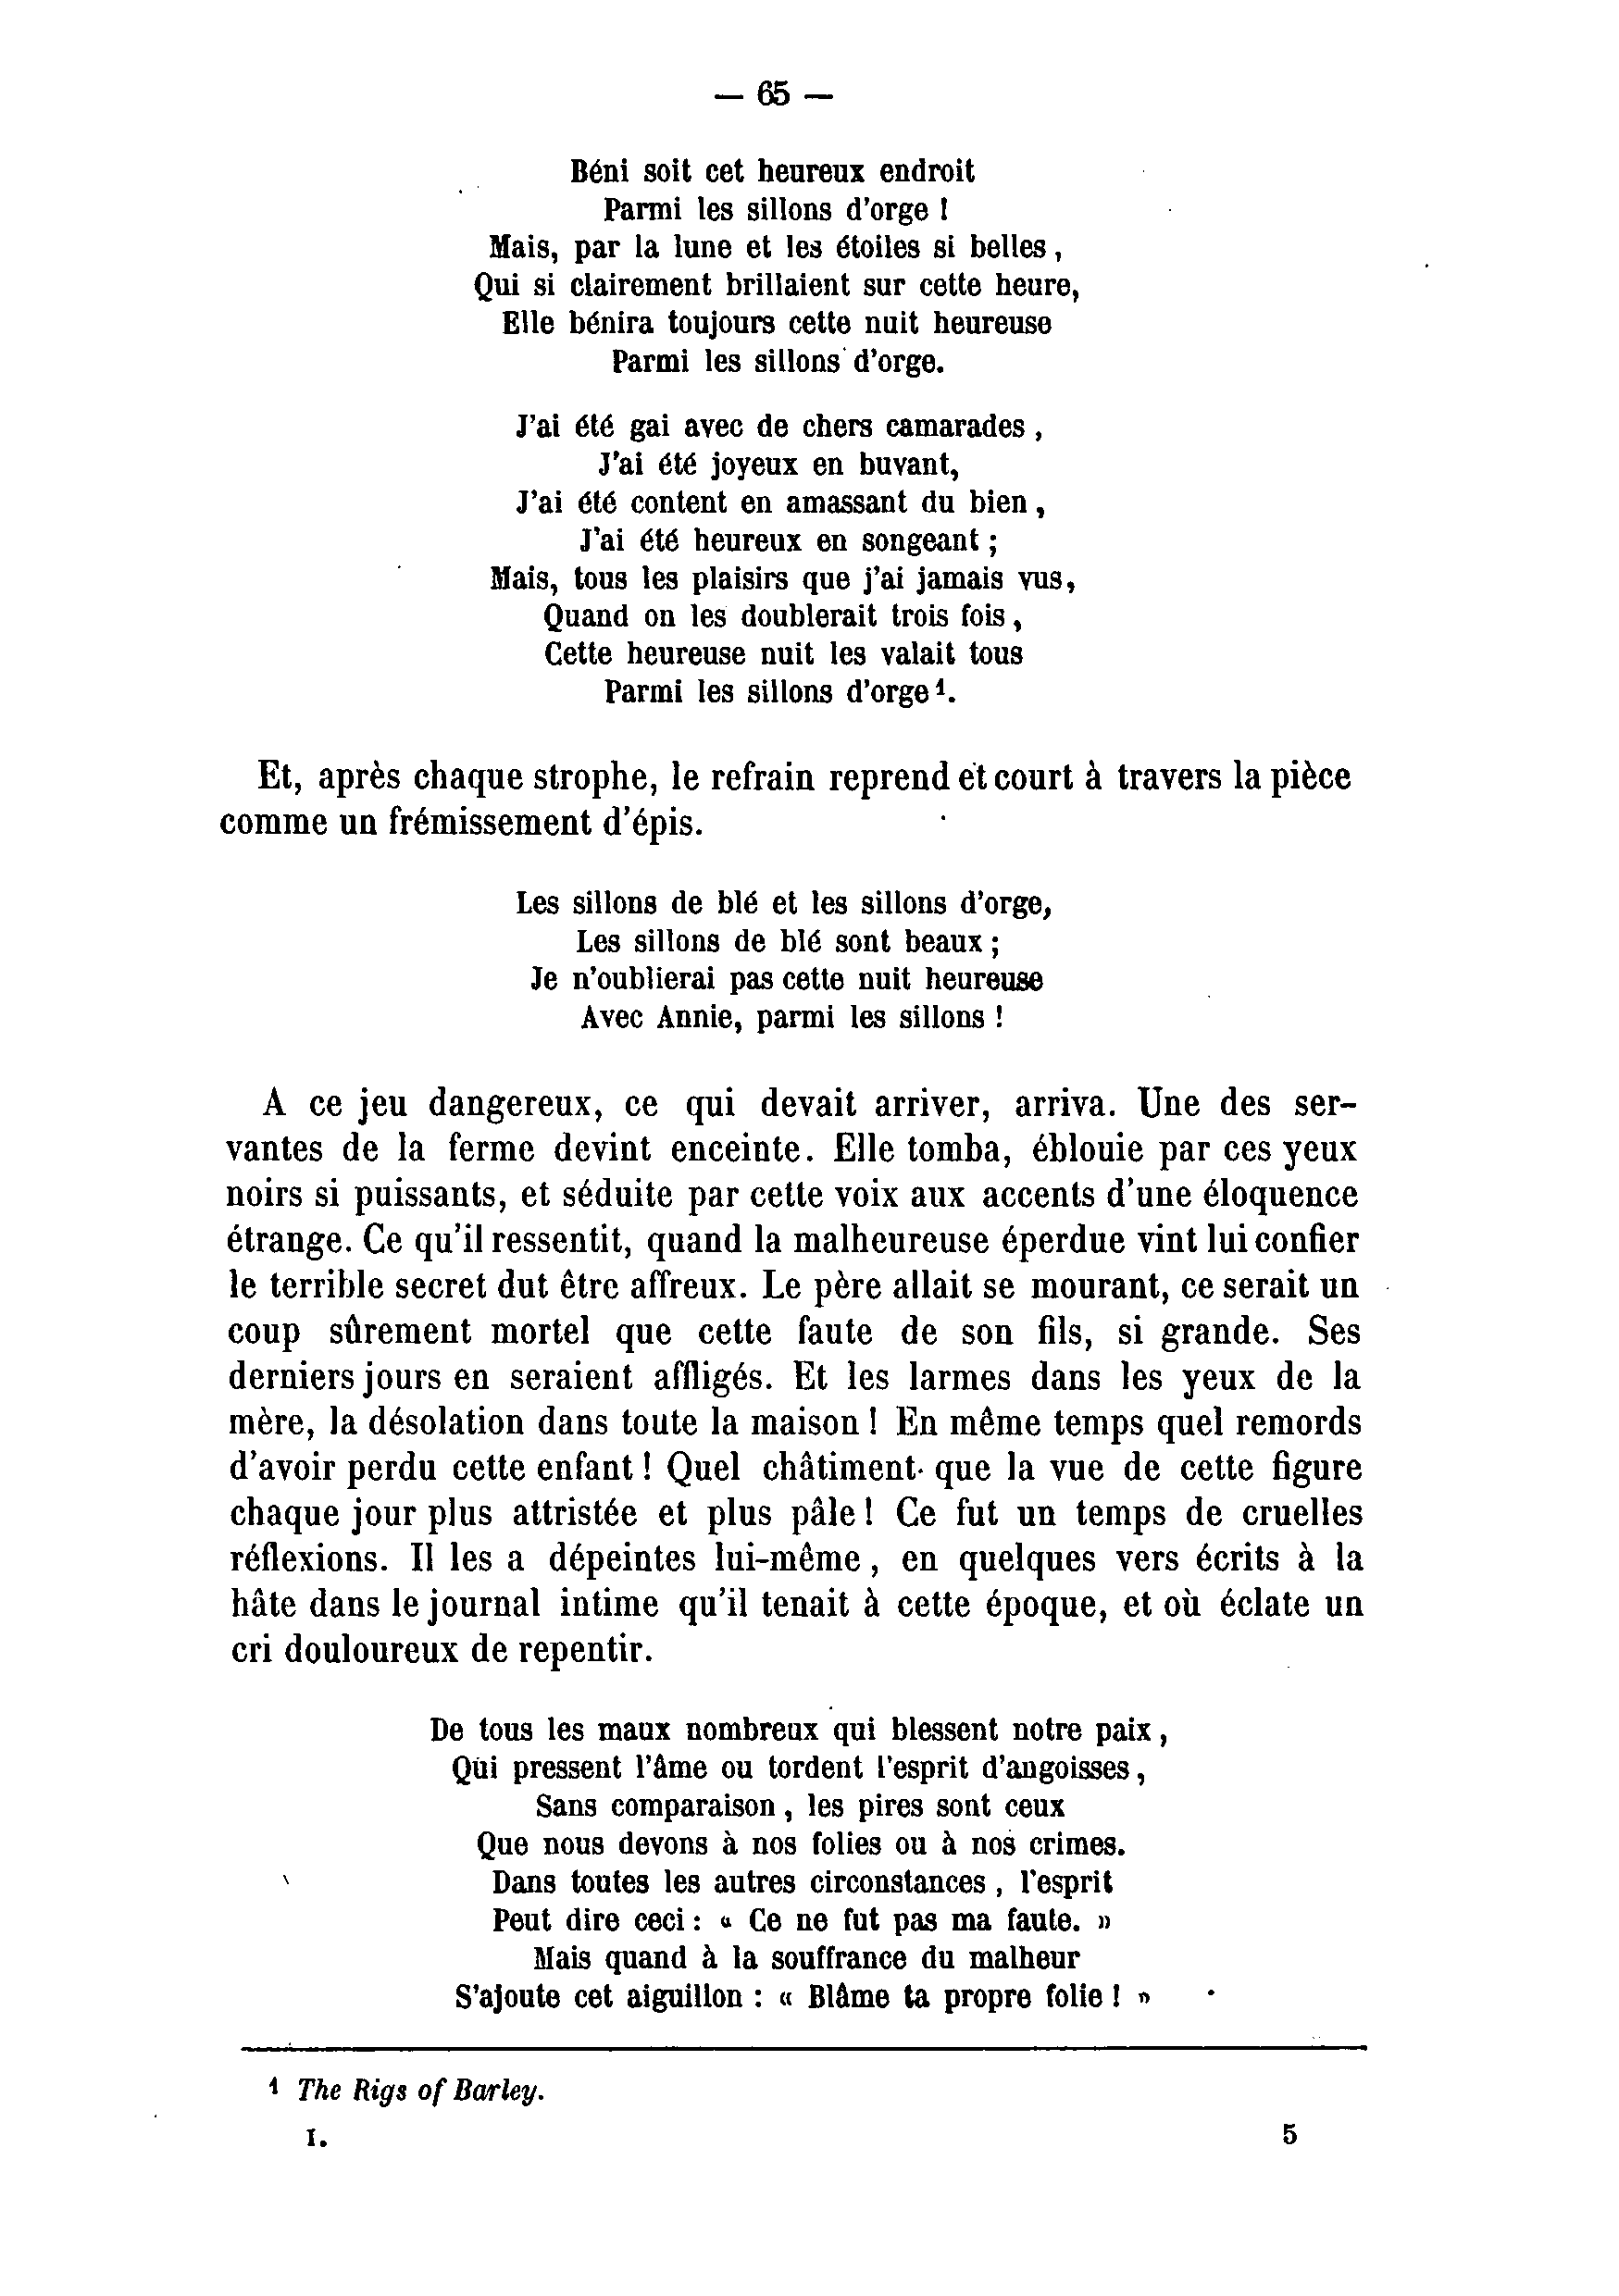 — 65 —
Béni soit cet heureux endroit
Parmi les sillons d'orge !
Mais, par la lune et les étoiles si belles,
Qui si clairement brillaient sur cette heure,
Elle bénira toujours cette nuit heureuse
Parmi les sillons d'orge.
J'ai été gai avec de chers camarades,
J'ai été joyeux en buvant,
J'ai été content en amassant du bien,
J'ai été heureux en songeant ;
Mais, tous les plaisirs que j'ai jamais vus,
Quand on les doublerait trois fois,
Cette heureuse nuit les valait tous
Parmi les sillons d'orge ¹.
Et, après chaque strophe, le refrain reprend et court à travers la pièce
comme un frémissement d'épis.
Les sillons de blé et les sillons d'orge,
Les sillons de blé sont beaux ;
Je n'oublierai pas cette nuit heureuse
Avec Annie, parmi les sillons !
A ce jeu dangereux, ce qui devait arriver, arriva. Une des ser-
vantes de la ferme devint enceinte. Elle tomba, éblouie par ces yeux
noirs si puissants, et séduite par cette voix aux accents d'une éloquence
étrange. Ce qu'il ressentit, quand la malheureuse éperdue vint lui confier
le terrible secret dut être affreux. Le père allait se mourant, ce serait un
coup sûrement mortel que cette faute de son fils, si grande. Ses
derniers jours en seraient affligés. Et les larmes dans les yeux de la
mère, la désolation dans toute la maison ! En même temps quel remords
d'avoir perdu cette enfant ! Quel châtiment que la vue de cette figure
chaque jour plus attristée et plus pâle ! Ce fut un temps de cruelles
réflexions. Il les a dépeintes lui-même, en quelques vers écrits à la
hâte dans le journal intime qu'il tenait à cette époque, et où éclate un
cri douloureux de repentir.
De tous les maux nombreux qui blessent notre paix,
Qui pressent l'âme ou tordent l'esprit d'angoisses,
Sans comparaison, les pires sont ceux
Que nous devons à nos folies ou à nos crimes.
Dans toutes les autres circonstances, l'esprit
Peut dire ceci : « Ce ne fut pas ma faute. »
Mais quand à la souffrance du malheur
S'ajoute cet aiguillon : « Blâme ta propre folie ! »
¹ The Rigs of Barley.
I. 5